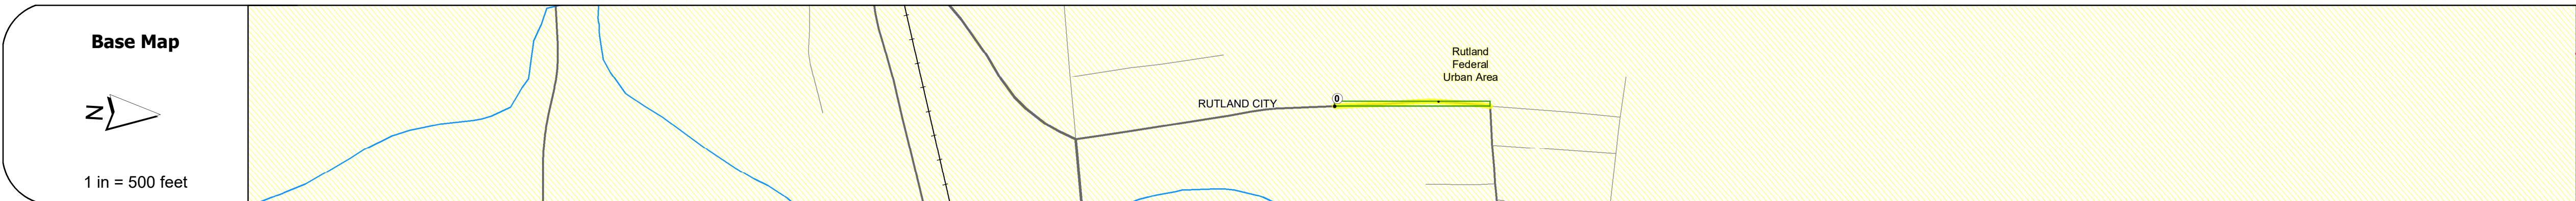 Base Map
N
1 in = 500 feet
RUTLAND CITY
0
Rutland
Federal
Urban Area